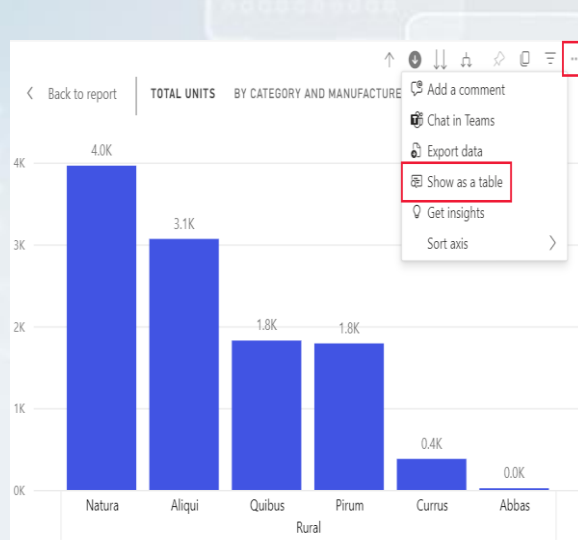 Back to report
TOTAL UNITS BY CATEGORY AND MANUFACTURE
Add a comment
Chat in Teams
Export data
Show as a table
Get insights
Sort axis
4K
3K
2K
1K
0K
4.0K
3.1K
1.8K
1.8K
0.4K
0.0K
Natura Aliqui Quibus Pirum Currus Abbas
Rural